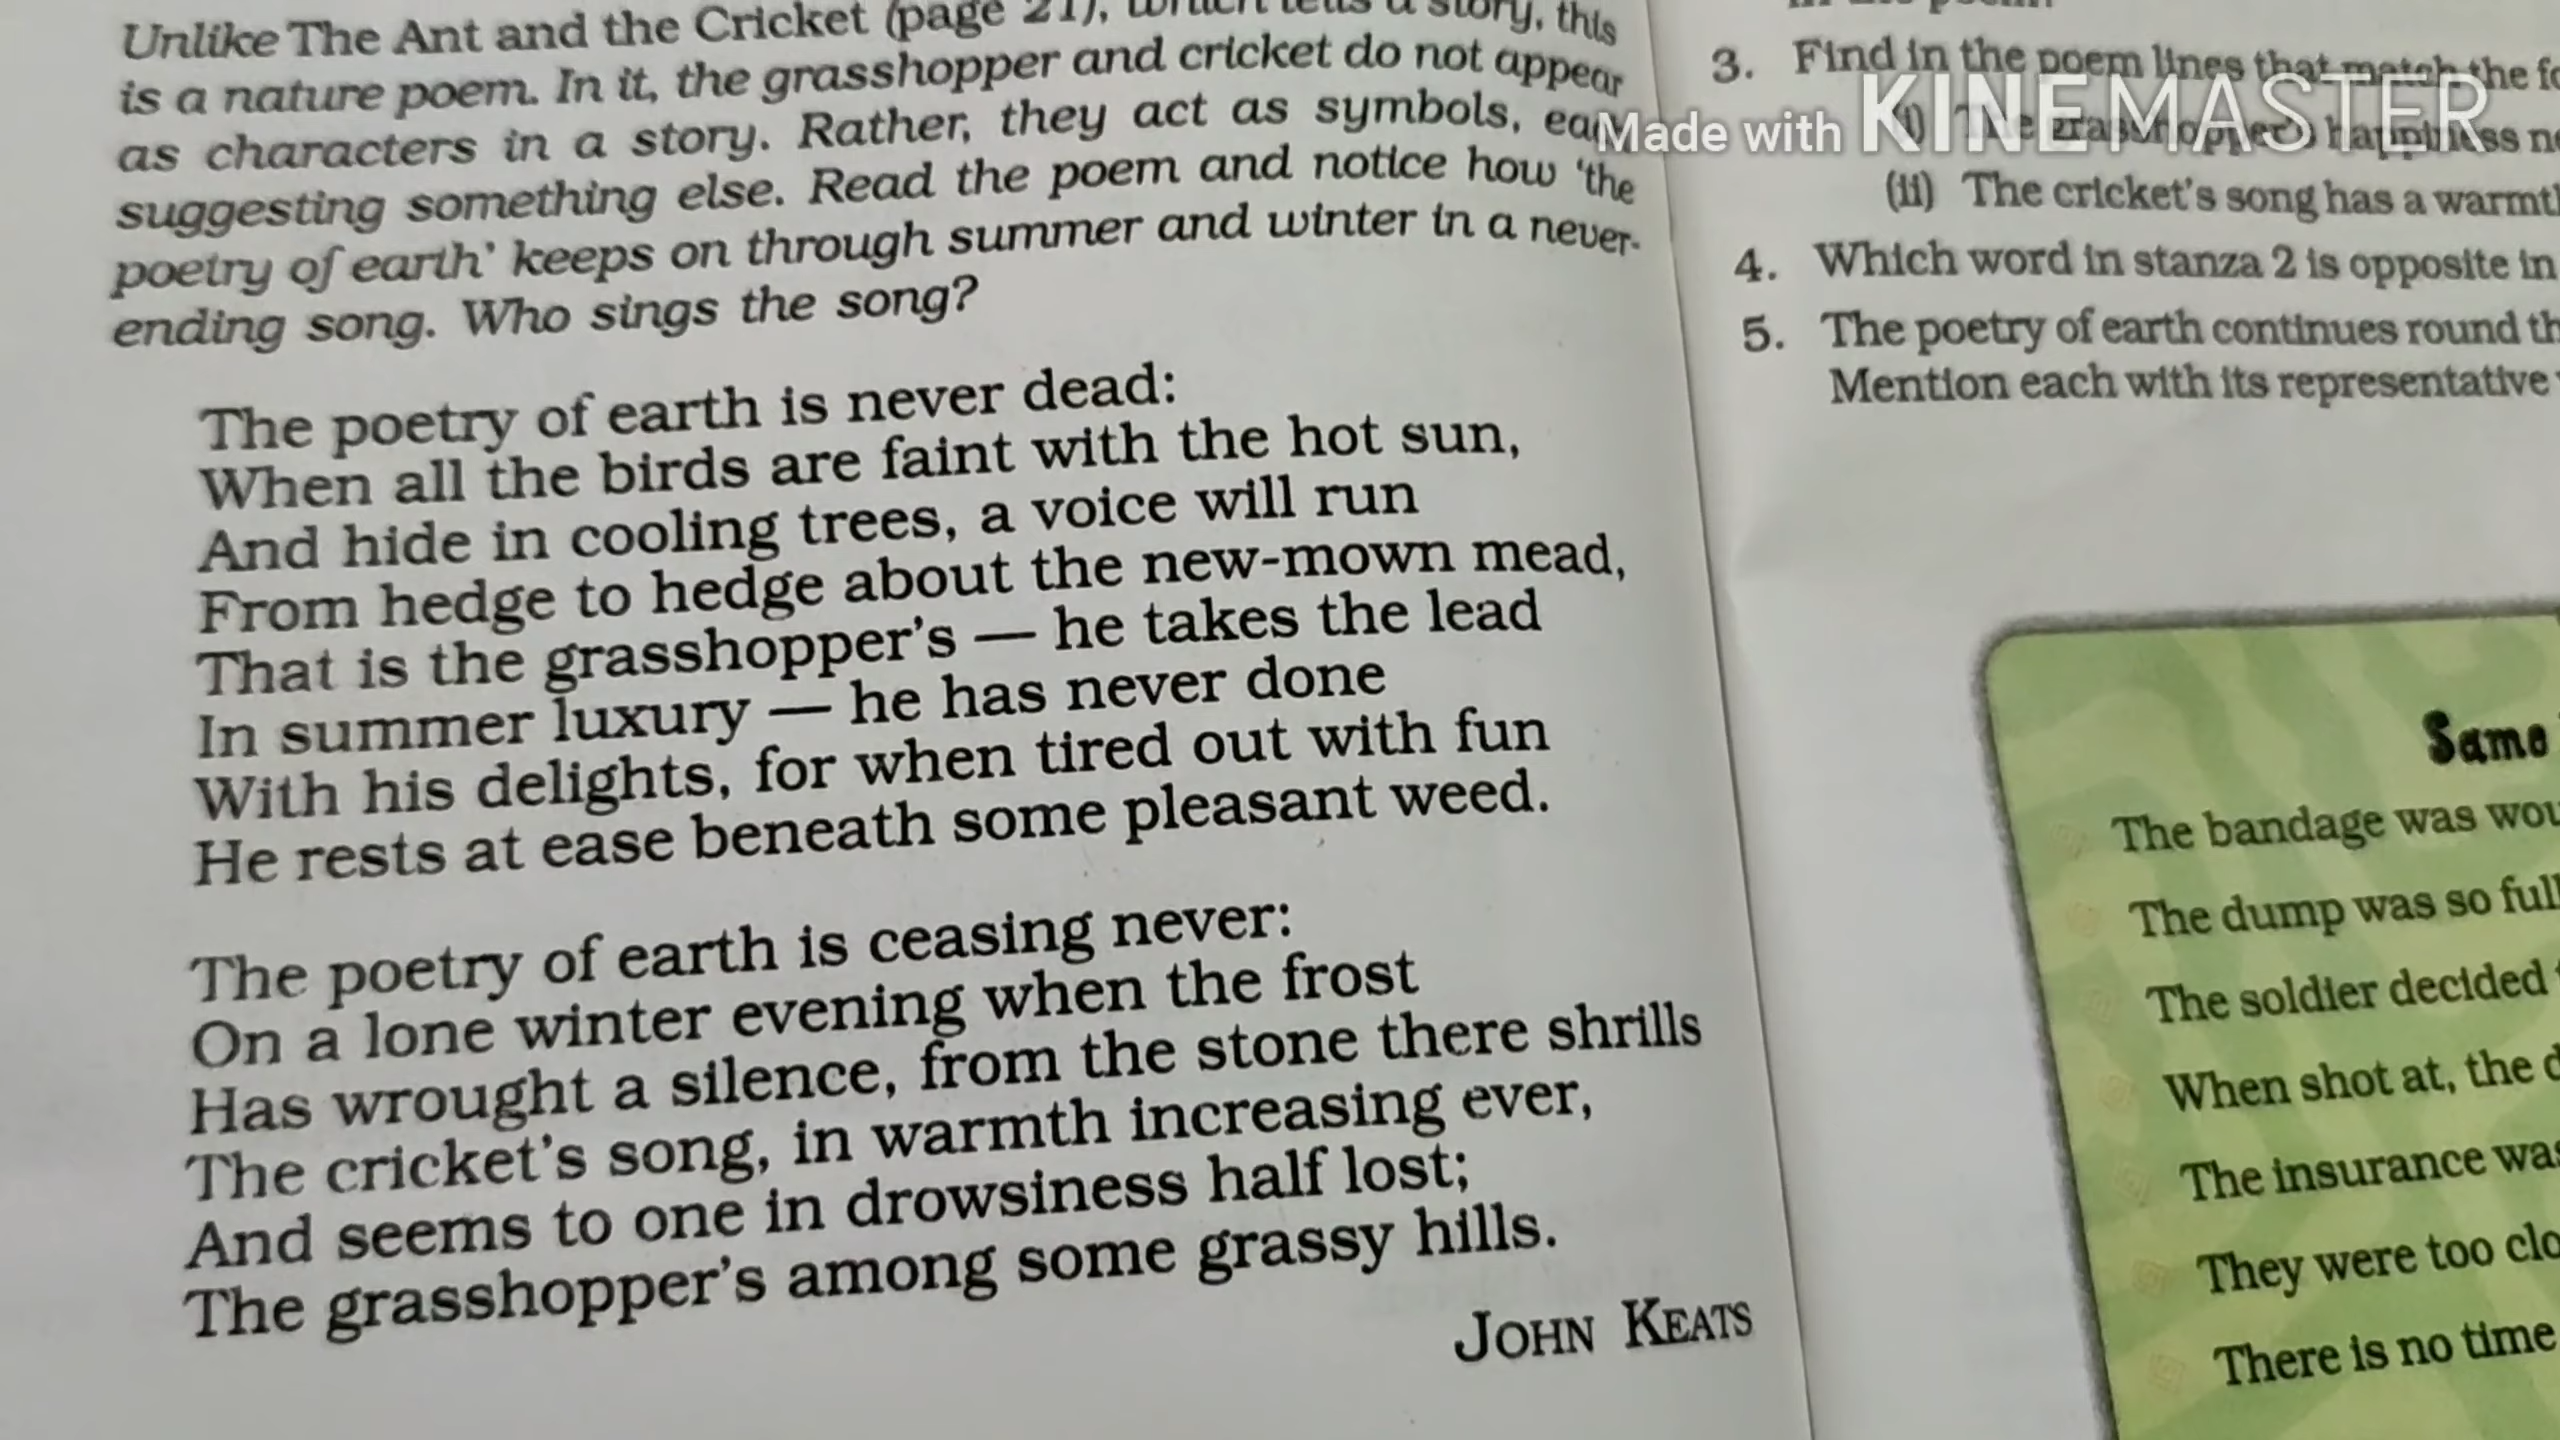 Unlike The Ant and the Cricket (page 21), which tells a story, this
is a nature poem. In it, the grasshopper and cricket do not appear
as characters in a story. Rather, they act as symbols, each
suggesting something else. Read the poem and notice how ‘the
poetry of earth’ keeps on through summer and winter in a never-
ending song. Who sings the song?
The poetry of earth is never dead:
When all the birds are faint with the hot sun,
And hide in cooling trees, a voice will run
From hedge to hedge about the new-mown mead,
That is the grasshopper’s — he takes the lead
In summer luxury — he has never done
With his delights, for when tired out with fun
He rests at ease beneath some pleasant weed.
The poetry of earth is ceasing never:
On a lone winter evening when the frost
Has wrought a silence, from the stone there shrills
The cricket’s song, in warmth increasing ever,
And seems to one in drowsiness half lost;
The grasshopper’s among some grassy hills.
JOHN KEATS
3. Find in the poem lines that match the
(i) The grasshopper’s happiness
(ii) The cricket’s song has a
4. Which word in stanza 2 is opposite in
5. The poetry of earth continues round
Mention each with its representative
Made with KINEMASTER
Same
The bandage was
The dump was so
The soldier decided
When shot at, the
The insurance
They were too
There is no time